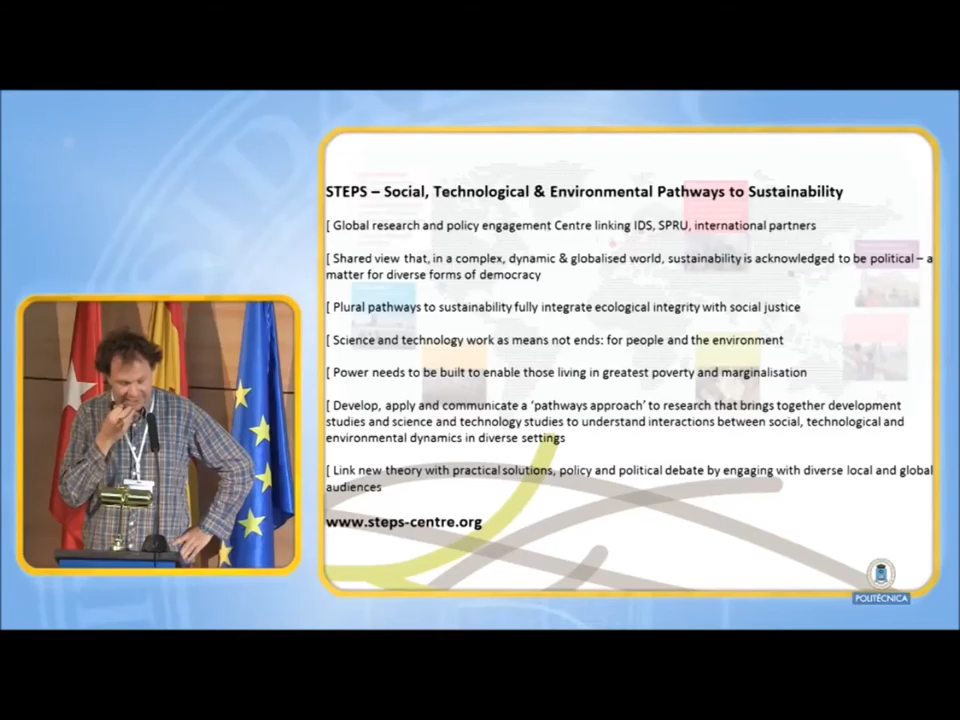 STEPS – Social, Technological & Environmental Pathways to Sustainability
[ Global research and policy engagement Centre linking IDS, SPRU, international partners
[ Shared view that, in a complex, dynamic & globalised world, sustainability is acknowledged to be political – a
matter for diverse forms of democracy
[ Plural pathways to sustainability fully integrate ecological integrity with social justice
[ Science and technology work as means not ends: for people and the environment
[ Power needs to be built to enable those living in greatest poverty and marginalisation
[ Develop, apply and communicate a ‘pathways approach’ to research that brings together development
studies and science and technology studies to understand interactions between social, technological and
environmental dynamics in diverse settings
[ Link new theory with practical solutions, policy and political debate by engaging with diverse local and global
audiences
www.steps-centre.org
POLITÉCNICA